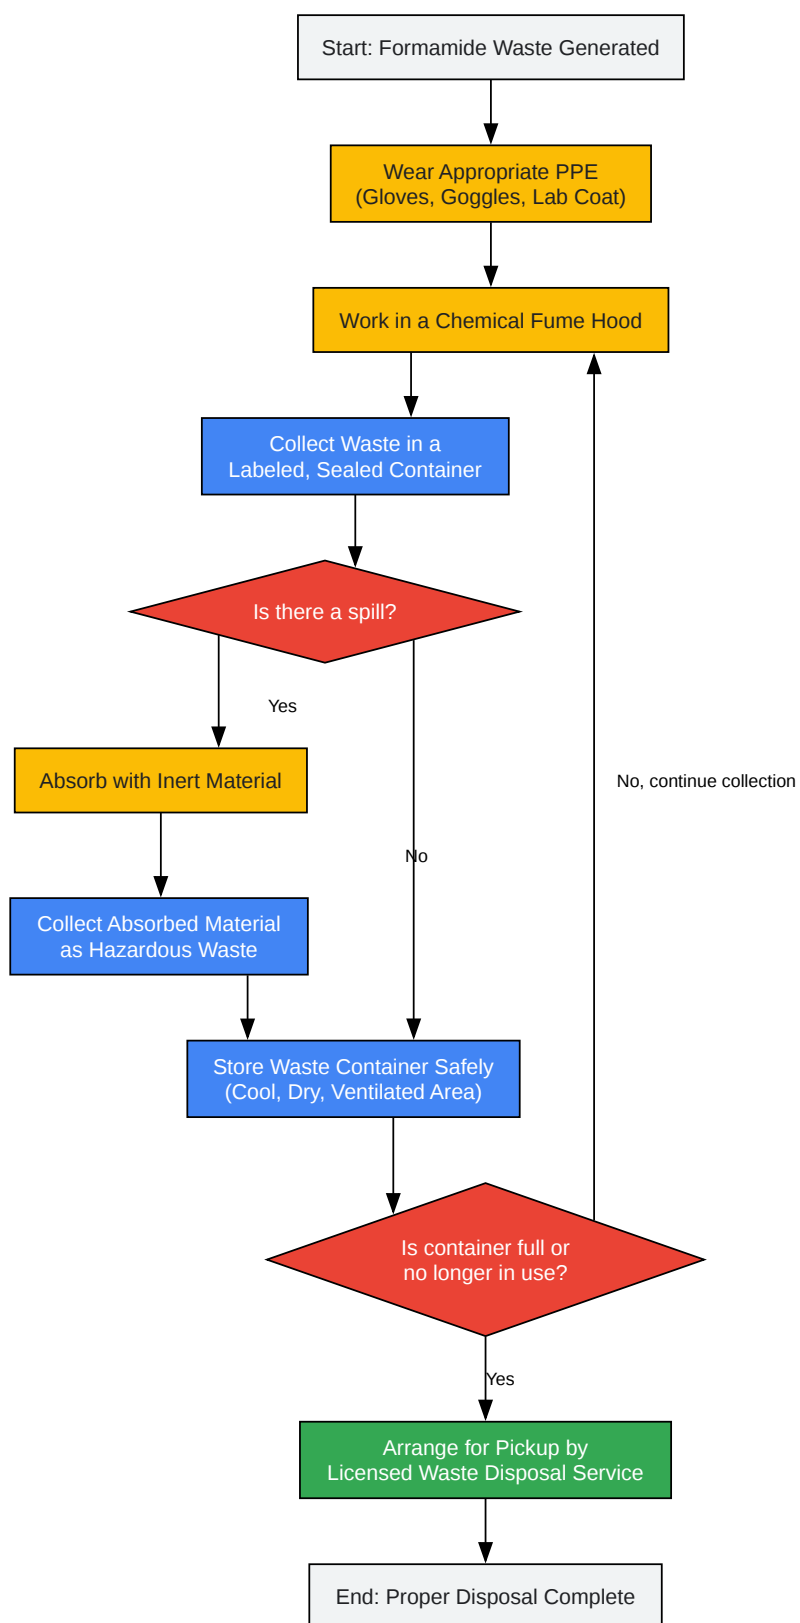 Start: Formamide Waste Generated
Wear Appropriate PPE
(Gloves, Goggles, Lab Coat)
Work in a Chemical Fume Hood
Collect Waste in a
Labeled, Sealed Container
Is there a spill?
Yes
Absorb with Inert Material
No, continue collection
No
Collect Absorbed Material
as Hazardous Waste
Store Waste Container Safely
(Cool, Dry, Ventilated Area)
Is container full or
no longer in use?
Yes
Arrange for Pickup by
Licensed Waste Disposal Service
End: Proper Disposal Complete